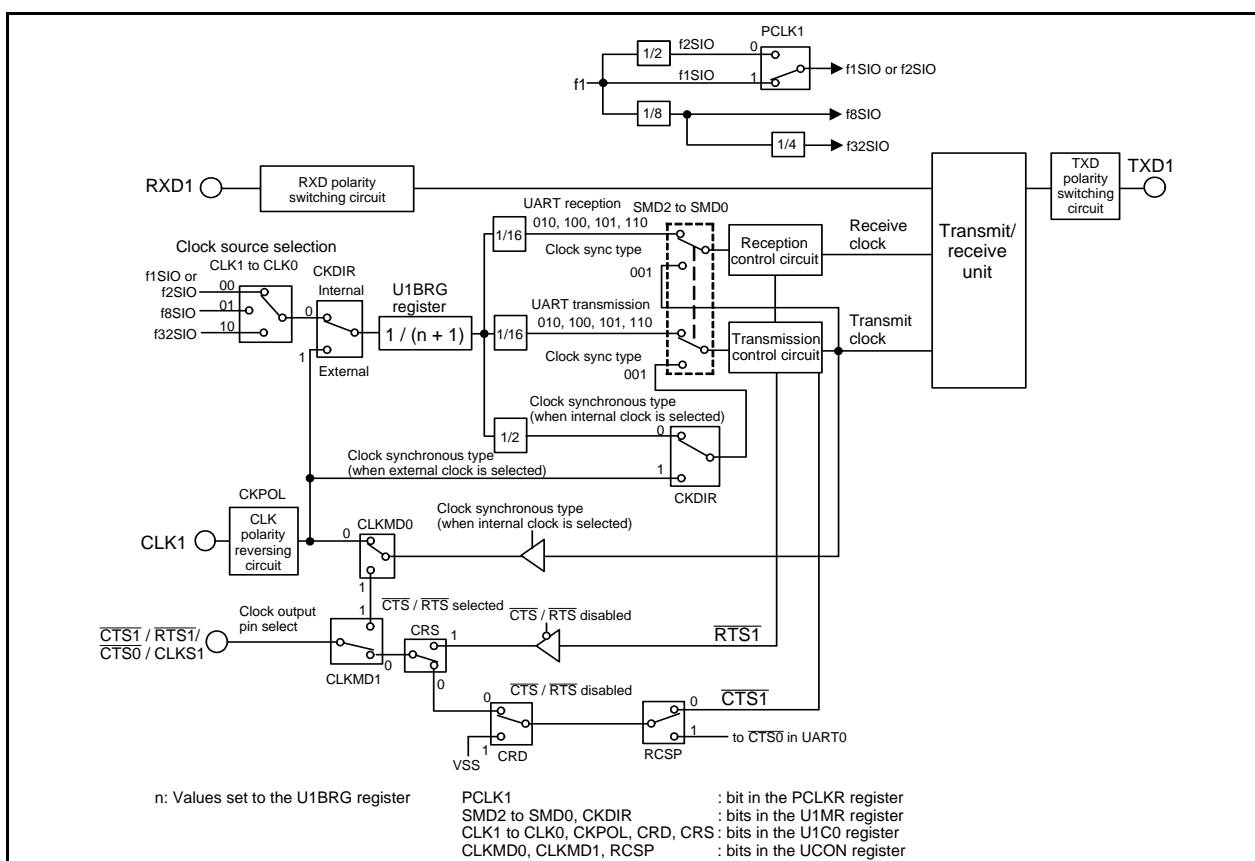 PCLK1
f2SIO
0
1/2
f1SIO or f2SIO
f1
f1SIO
1
1/8
f8SIO
1/4
f32SIO
RXD1
RXD polarity
switching circuit
TXD
polarity
switching
circuit
TXD1
UART reception
010, 100, 101, 110
SMD2 to SMD0
1/16
Clock sync type
001
Reception
control circuit
Receive
clock
Transmit/
receive
unit
Clock source selection
CLK1 to CLK0
f1SIO or
f2SIO
00
f8SIO
01
f32SIO
10
CKDIR
Internal
0
1
External
U1BRG
register
1 / (n + 1)
UART transmission
010, 100, 101, 110
1/16
Clock sync type
001
Transmission
control circuit
Transmit
clock
Clock synchronous type
(when internal clock is selected)
1/2
0
Clock synchronous type
(when external clock is selected)
1
CKDIR
CKPOL
CLK1
CLK
polarity
reversing
circuit
CLKMD0
0
1
Clock synchronous type
(when internal clock is selected)
CTS1 / RTS1/
CTS0 / CLKS1
Clock output
pin select
1
CTS / RTS selected
0
CLKMD1
CRS
1
0
CTS / RTS disabled
RTS1
CTS / RTS disabled
0
1
VSS
CRD
0
CTS1
1
to CTS0 in UART0
RCSP
n: Values set to the U1BRG register
PCLK1 : bit in the PCLKR register
SMD2 to SMD0, CKDIR : bits in the U1MR register
CLK1 to CLK0, CKPOL, CRD, CRS : bits in the U1C0 register
CLKMD0, CLKMD1, RCSP : bits in the UCON register